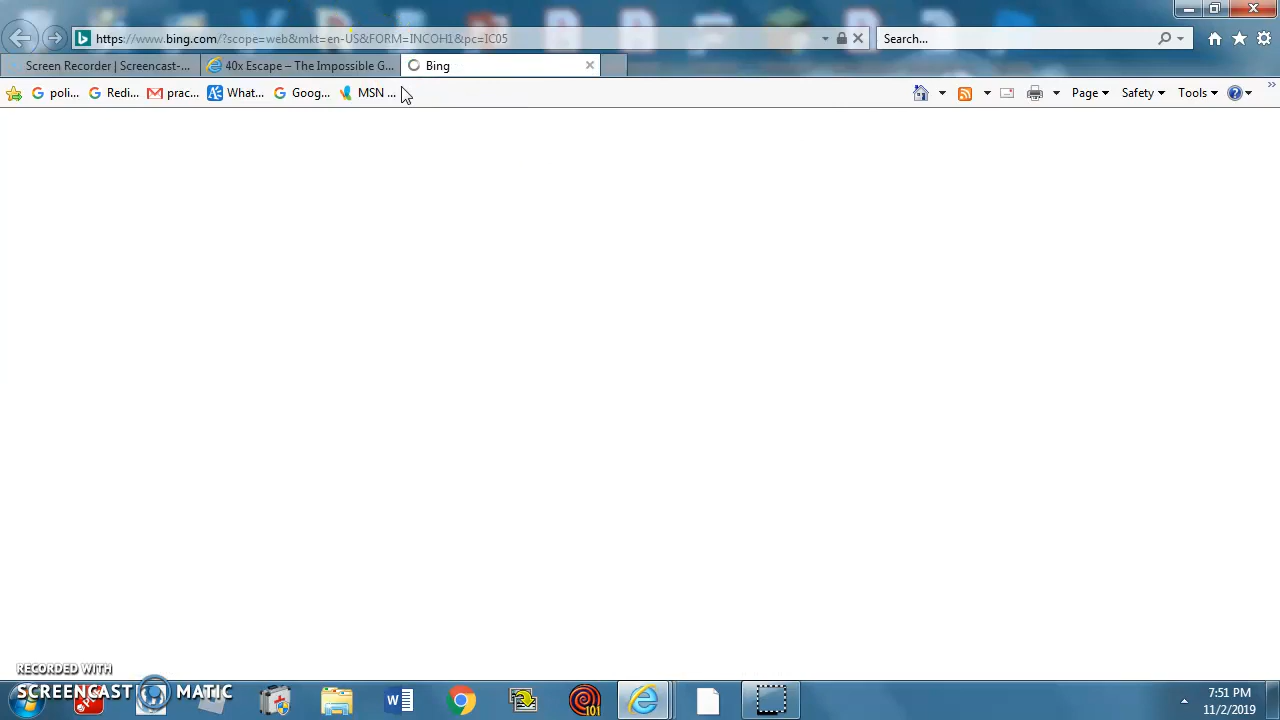 https://www.bing.com/?scope=web&mkt=en-US&FORM=INCOH1&pc=IC05
Search...
Screen Recorder | Screencast-...
40x Escape – The Impossible G...
Bing
poli...
Redi...
prac...
What...
Goog...
MSN ...
Page
Safety
Tools
RECORDED WITH
SCREENCAST MATIC
101
7:51 PM
11/2/2019